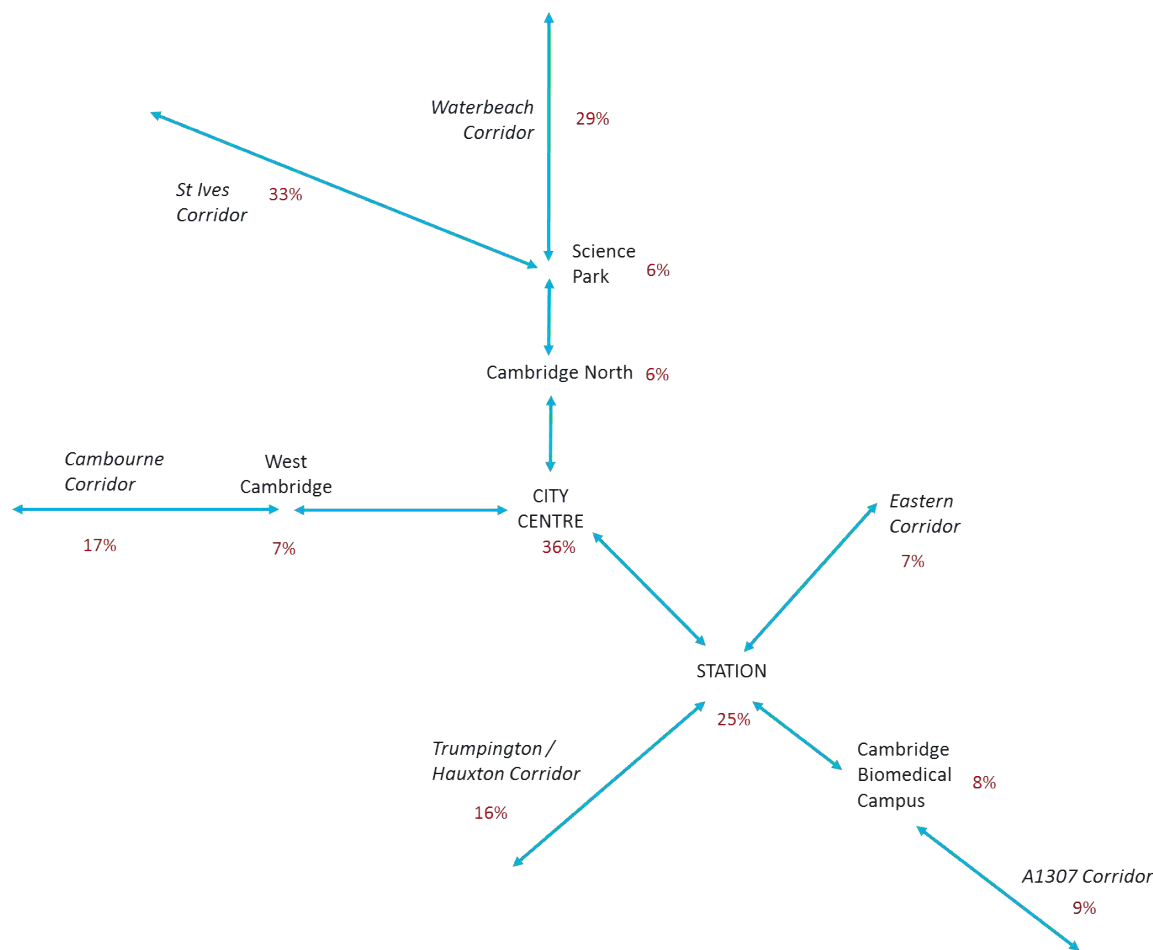 Waterbeach
Corridor
29%
St Ives
Corridor
33%
Science
Park
6%
Cambridge North 6%
Cambourne
Corridor
17%
West
Cambridge
7%
CITY
CENTRE
36%
Eastern
Corridor
7%
STATION
25%
Trumpington /
Hauxton Corridor
16%
Cambridge
Biomedical
Campus
8%
A1307 Corridor
9%